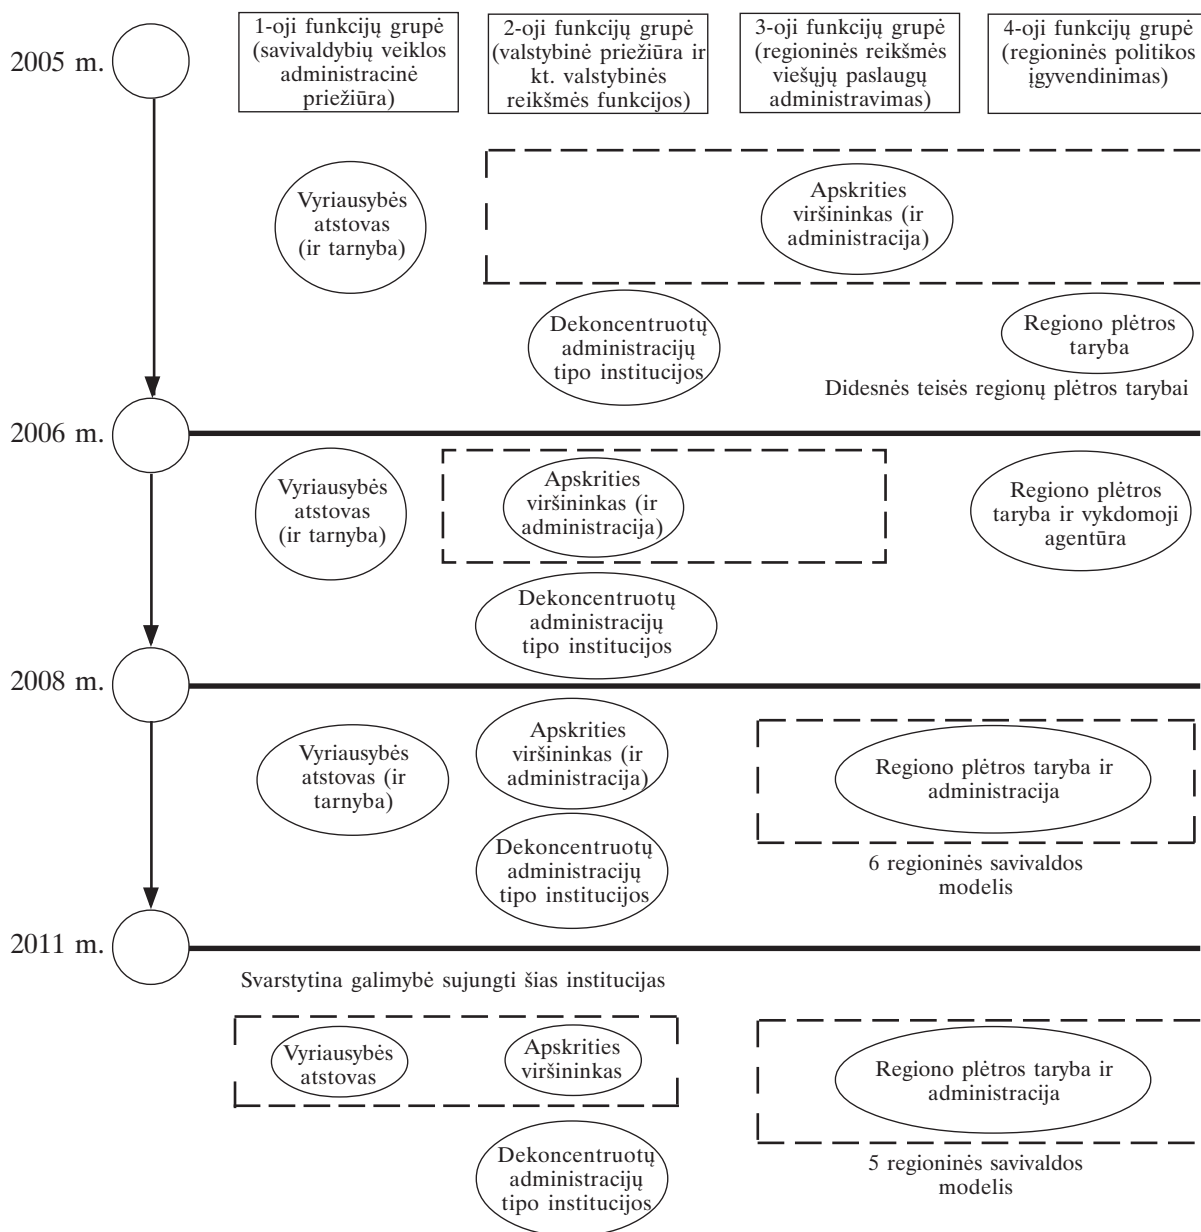 2005 m.
1-oji funkcijų grupė
(savivaldybių veiklos
administracinė
priežiūra)
2-oji funkcijų grupė
(valstybinė priežiūra ir
kt. valstybinės
reikšmės funkcijos)
3-oji funkcijų grupė
(regioninės reikšmės
viešųjų paslaugų
administravimas)
4-oji funkcijų grupė
(regioninės politikos
įgyvendinimas)
Vyriausybės
atstovas
(ir tarnyba)
Apskrities
viršininkas (ir
administracija)
Dekoncentruotų
administracijų
tipo institucijos
Regiono plėtros
taryba
Didesnės teisės regionų plėtros tarybai
2006 m.
Vyriausybės
atstovas
(ir tarnyba)
Apskrities
viršininkas (ir
administracija)
Regiono plėtros
taryba ir vykdomoji
agentūra
Dekoncentruotų
administracijų
tipo institucijos
2008 m.
Vyriausybės
atstovas (ir
tarnyba)
Apskrities
viršininkas (ir
administracija)
Regiono plėtros taryba ir
administracija
Dekoncentruotų
administracijų
tipo institucijos
6 regioninės savivaldos
modelis
2011 m.
Svarstytina galimybė sujungti šias institucijas
Vyriausybės
atstovas
Apskrities
viršininkas
Regiono plėtros taryba ir
administracija
Dekoncentruotų
administracijų
tipo institucijos
5 regioninės savivaldos
modelis